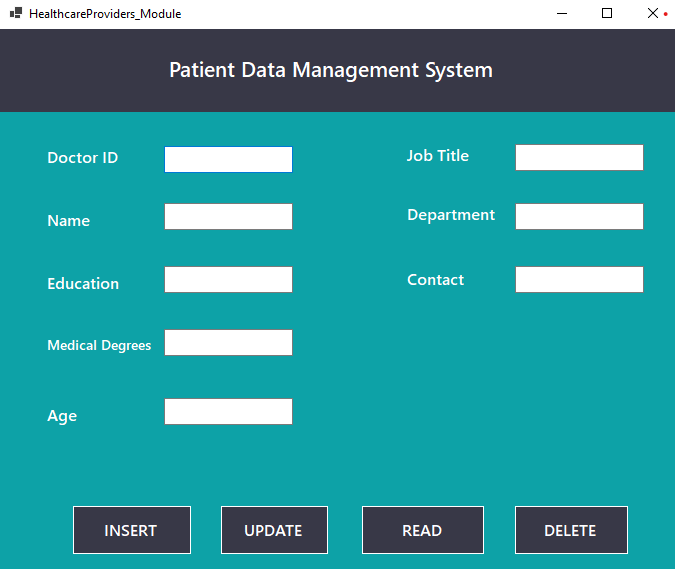 HealthcareProviders_Module
Patient Data Management System
Doctor ID
Job Title
Name
Department
Education
Contact
Medical Degrees
Age
INSERT
UPDATE
READ
DELETE